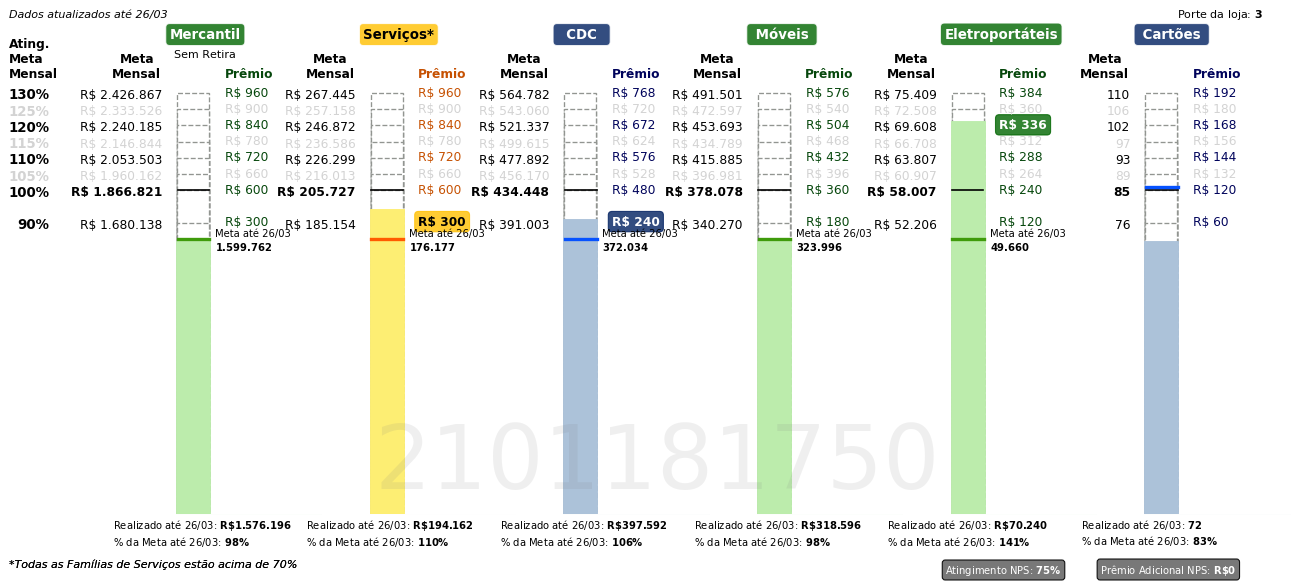 Dados atualizados até 26/03 Porte da loja: 3
Mercantil Serviços* CDC Móveis Eletroportáteis Cartões
Sem Retira
Ating. Meta Mensal Meta Mensal Prêmio Meta Mensal Prêmio Meta Mensal Prêmio Meta Mensal Prêmio Meta Mensal Prêmio Meta Mensal Prêmio
130% R$ 2.426.867 R$ 960 R$ 267.445 R$ 960 R$ 564.782 R$ 768 R$ 491.501 R$ 576 R$ 75.409 R$ 384 110 R$ 192
125% R$ 2.333.526 R$ 900 R$ 257.158 R$ 900 R$ 543.060 R$ 720 R$ 472.597 R$ 540 R$ 72.508 R$ 360 106 R$ 180
120% R$ 2.240.185 R$ 840 R$ 246.872 R$ 840 R$ 521.337 R$ 672 R$ 453.693 R$ 504 R$ 69.608 R$ 336 102 R$ 168
115% R$ 2.146.844 R$ 780 R$ 236.586 R$ 780 R$ 499.615 R$ 624 R$ 434.789 R$ 468 R$ 66.708 R$ 312 97 R$ 156
110% R$ 2.053.503 R$ 720 R$ 226.299 R$ 720 R$ 477.892 R$ 576 R$ 415.885 R$ 432 R$ 63.807 R$ 288 93 R$ 144
105% R$ 1.960.162 R$ 660 R$ 216.013 R$ 660 R$ 456.170 R$ 528 R$ 396.981 R$ 396 R$ 60.907 R$ 264 89 R$ 132
100% R$ 1.866.821 R$ 600 R$ 205.727 R$ 600 R$ 434.448 R$ 480 R$ 378.078 R$ 360 R$ 58.007 R$ 240 85 R$ 120
90% R$ 1.680.138 R$ 300 R$ 185.154 R$ 300 R$ 391.003 R$ 240 R$ 340.270 R$ 180 R$ 52.206 R$ 120 76 R$ 60
Meta até 26/03 Meta até 26/03 Meta até 26/03 Meta até 26/03 Meta até 26/03
1.599.762 176.177 372.034 323.996 49.660
2101181750
Realizado até 26/03: R$1.576.196 Realizado até 26/03: R$194.162 Realizado até 26/03: R$397.592 Realizado até 26/03: R$318.596 Realizado até 26/03: R$70.240 Realizado até 26/03: 72
% da Meta até 26/03: 98% % da Meta até 26/03: 110% % da Meta até 26/03: 106% % da Meta até 26/03: 98% % da Meta até 26/03: 141% % da Meta até 26/03: 83%
*Todas as Famílias de Serviços estão acima de 70% Atingimento NPS: 75% Prêmio Adicional NPS: R$0